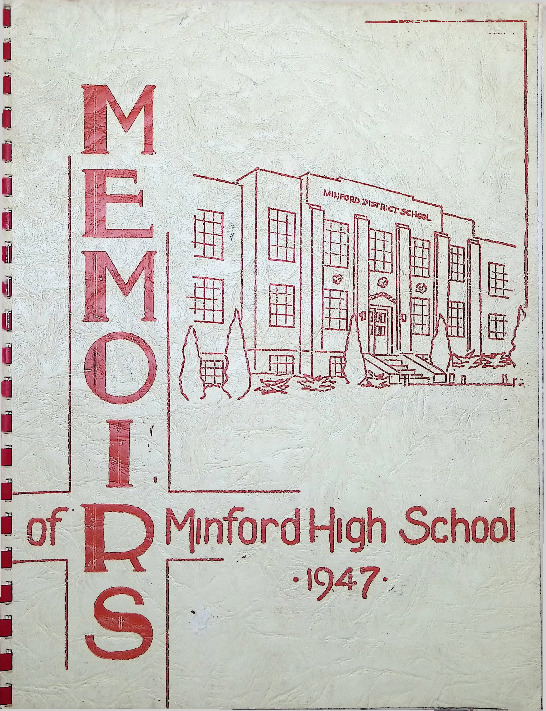 MINFORD DISTRICT SCHOOL
MEMOIRS
of Minford High School
·1947·